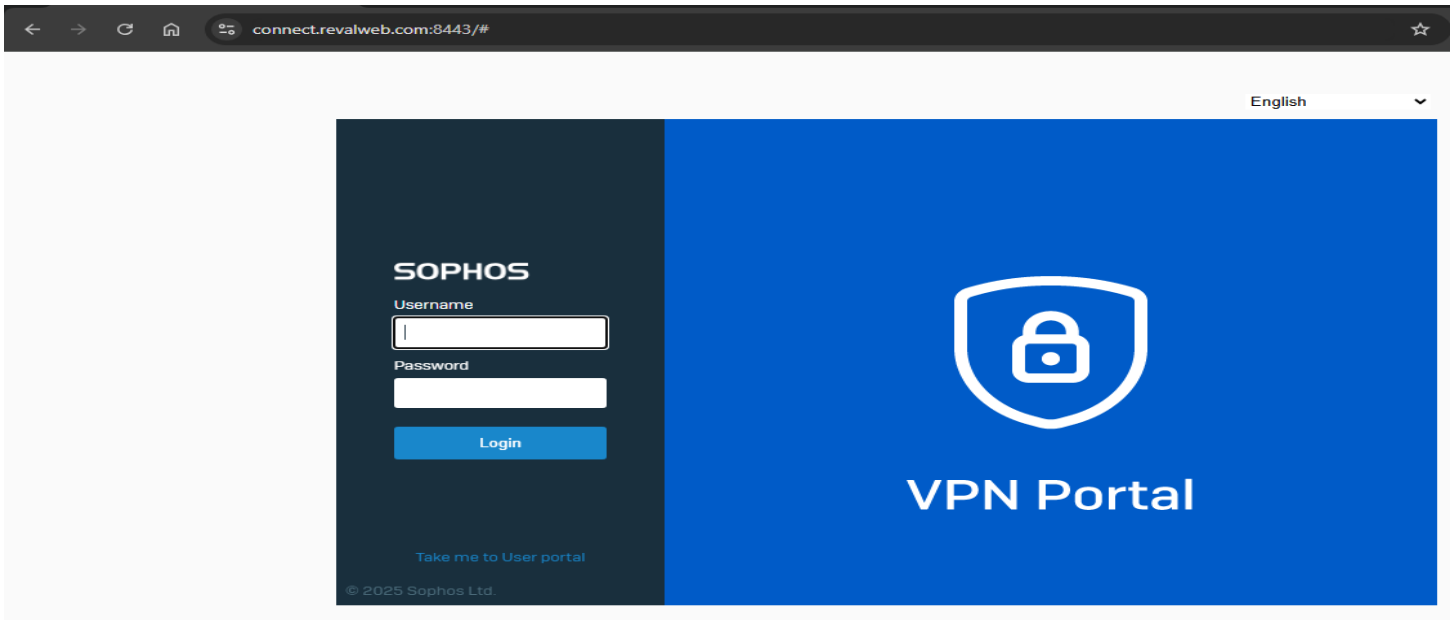 connect.revalweb.com:8443/#
English
SOPHOS
Username
Password
Login
VPN Portal
Take me to User portal
© 2025 Sophos Ltd.